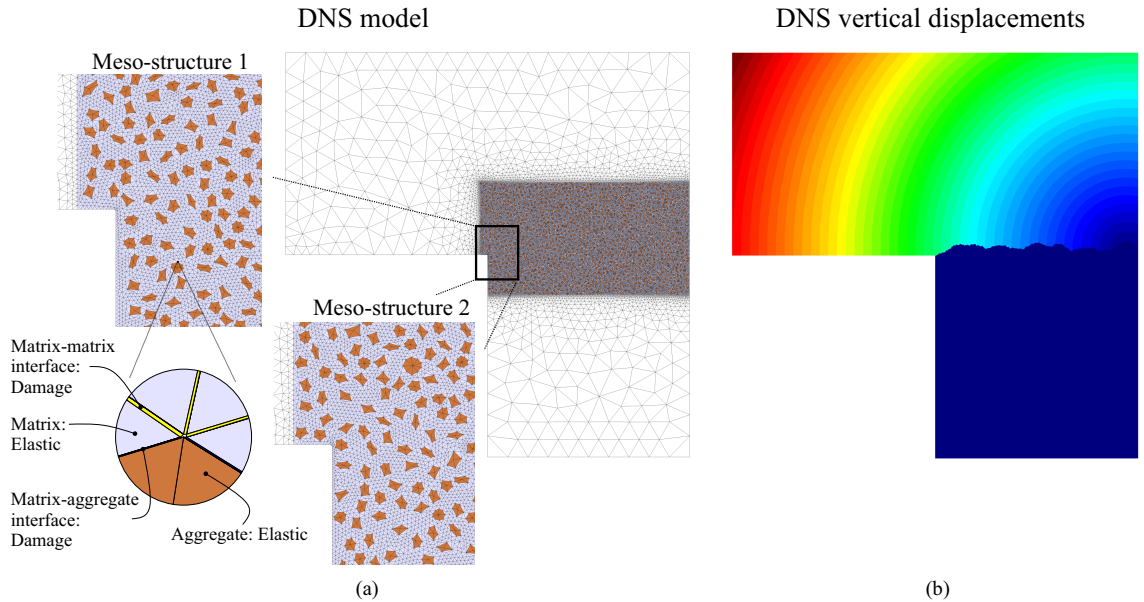 DNS model
DNS vertical displacements
Meso-structure 1
Meso-structure 2
Matrix-matrix
interface:
Damage
Matrix:
Elastic
Matrix-aggregate
interface:
Damage
Aggregate: Elastic
(a)
(b)